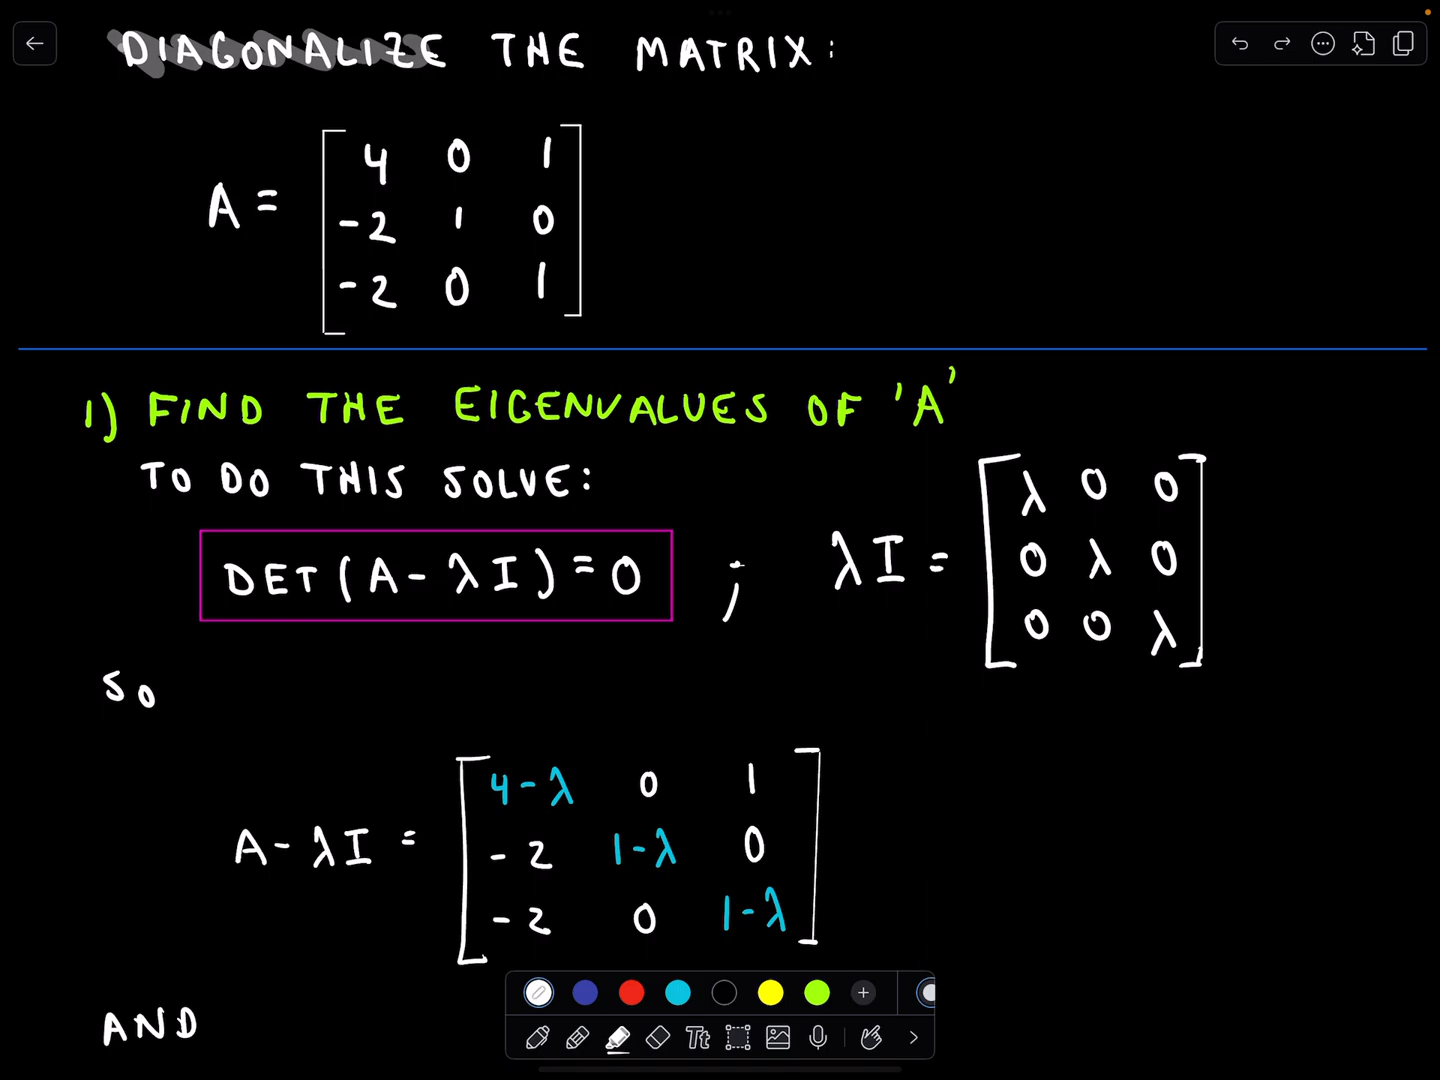 DIAGONALIZE THE MATRIX:
A = [ 4 0 1
-2 1 0
-2 0 1 ]
1) FIND THE EIGENVALUES OF 'A'
TO DO THIS SOLVE:
DET(A - λI) = 0 ; λI = [ λ 0 0
0 λ 0
0 0 λ ]
SO
A - λI = [ 4-λ 0 1
-2 1-λ 0
-2 0 1-λ ]
AND
Tt